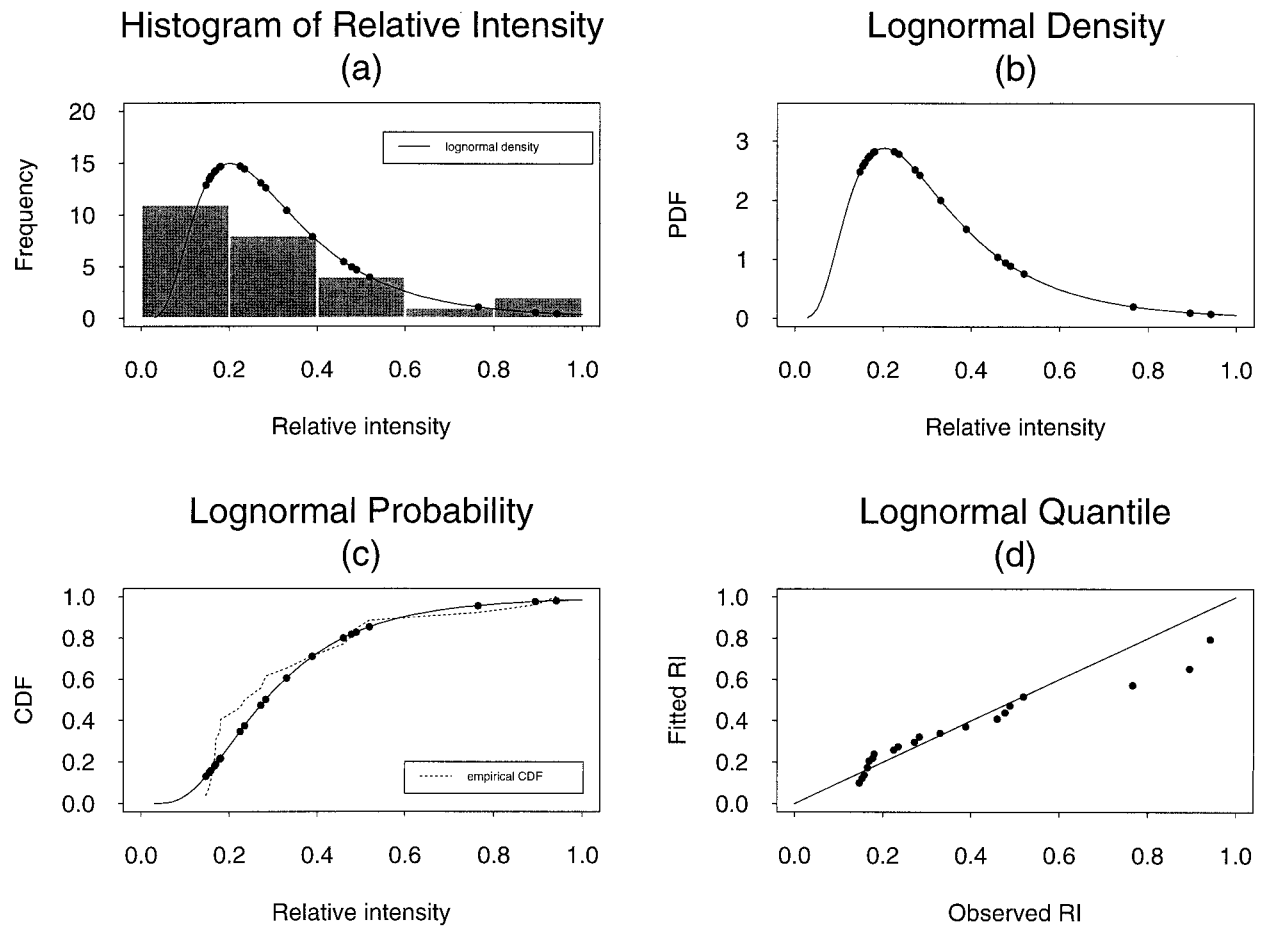 Histogram of Relative Intensity
(a)
20
15
10
5
0
Frequency
lognormal density
0.0 0.2 0.4 0.6 0.8 1.0
Relative intensity
Lognormal Density
(b)
3
2
1
0
PDF
0.0 0.2 0.4 0.6 0.8 1.0
Relative intensity
Lognormal Probability
(c)
1.0
0.8
0.6
0.4
0.2
0.0
CDF
empirical CDF
0.0 0.2 0.4 0.6 0.8 1.0
Relative intensity
Lognormal Quantile
(d)
1.0
0.8
0.6
0.4
0.2
0.0
Fitted RI
0.0 0.2 0.4 0.6 0.8 1.0
Observed RI